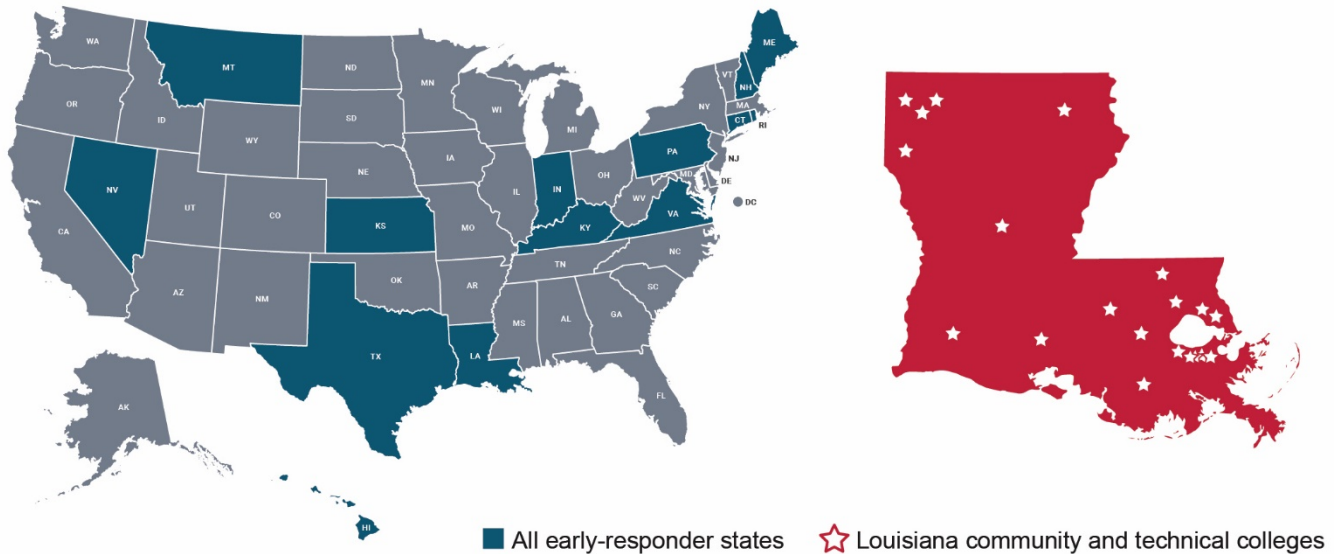 WA
MT
ND
MN
ME
VT
NH
OR
ID
SD
WI
NY
MA
CT
RI
WY
MI
IA
PA
NJ
NE
NV
UT
CO
IL
IN
OH
MD
DE
DC
WV
CA
KS
MO
KY
VA
AZ
NM
OK
AR
TN
NC
SC
MS
AL
GA
TX
LA
FL
AK
HI
All early-responder states
Louisiana community and technical colleges